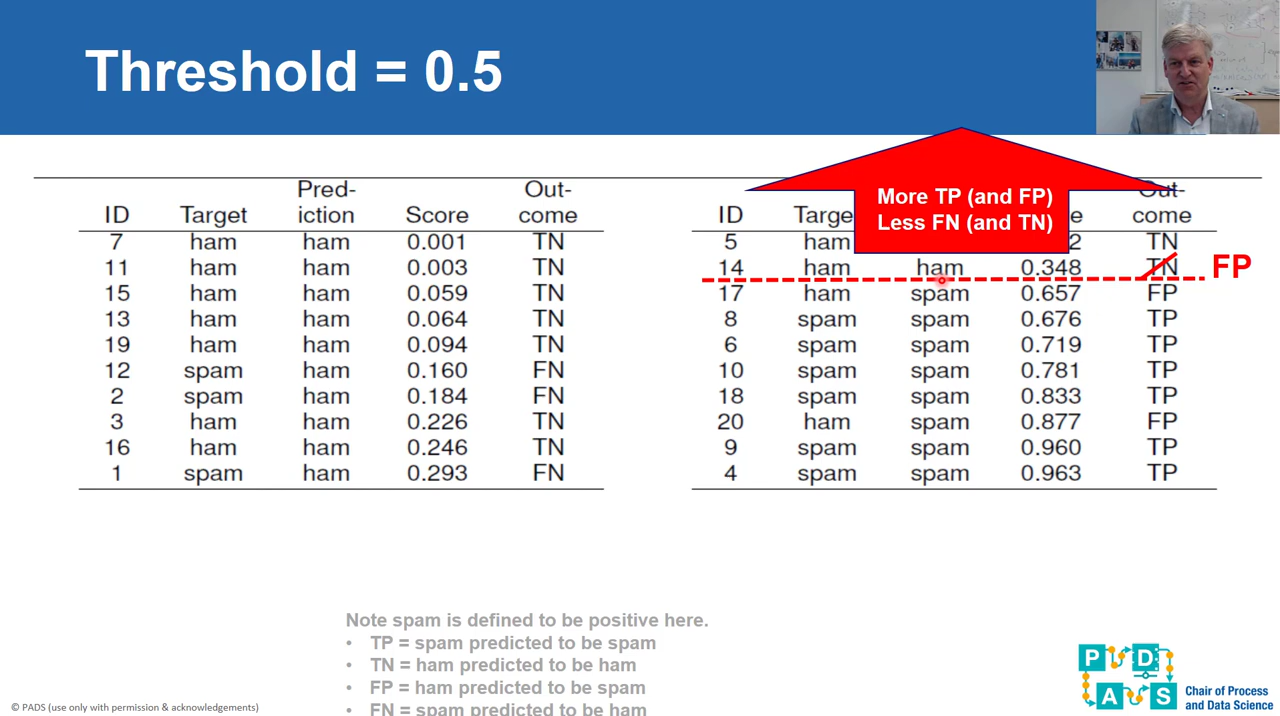 Threshold = 0.5
More TP (and FP)
Less FN (and TN)
Pred- Out-
ID Target iction Score come
7 ham ham 0.001 TN
11 ham ham 0.003 TN
15 ham ham 0.059 TN
13 ham ham 0.064 TN
19 ham ham 0.094 TN
12 spam ham 0.160 FN
2 spam ham 0.184 FN
3 ham ham 0.226 TN
16 ham ham 0.246 TN
1 spam ham 0.293 FN
Out-
ID come
5 ham TN
14 ham ham 0.348 TN FP
17 ham spam 0.657 FP
8 spam spam 0.676 TP
6 spam spam 0.719 TP
10 spam spam 0.781 TP
18 spam spam 0.833 TP
20 ham spam 0.877 FP
9 spam spam 0.960 TP
4 spam spam 0.963 TP
Note spam is defined to be positive here.
• TP = spam predicted to be spam
• TN = ham predicted to be ham
• FP = ham predicted to be spam
• FN = spam predicted to be ham
© PADS (use only with permission & acknowledgements)
P D
A S
Chair of Process
and Data Science